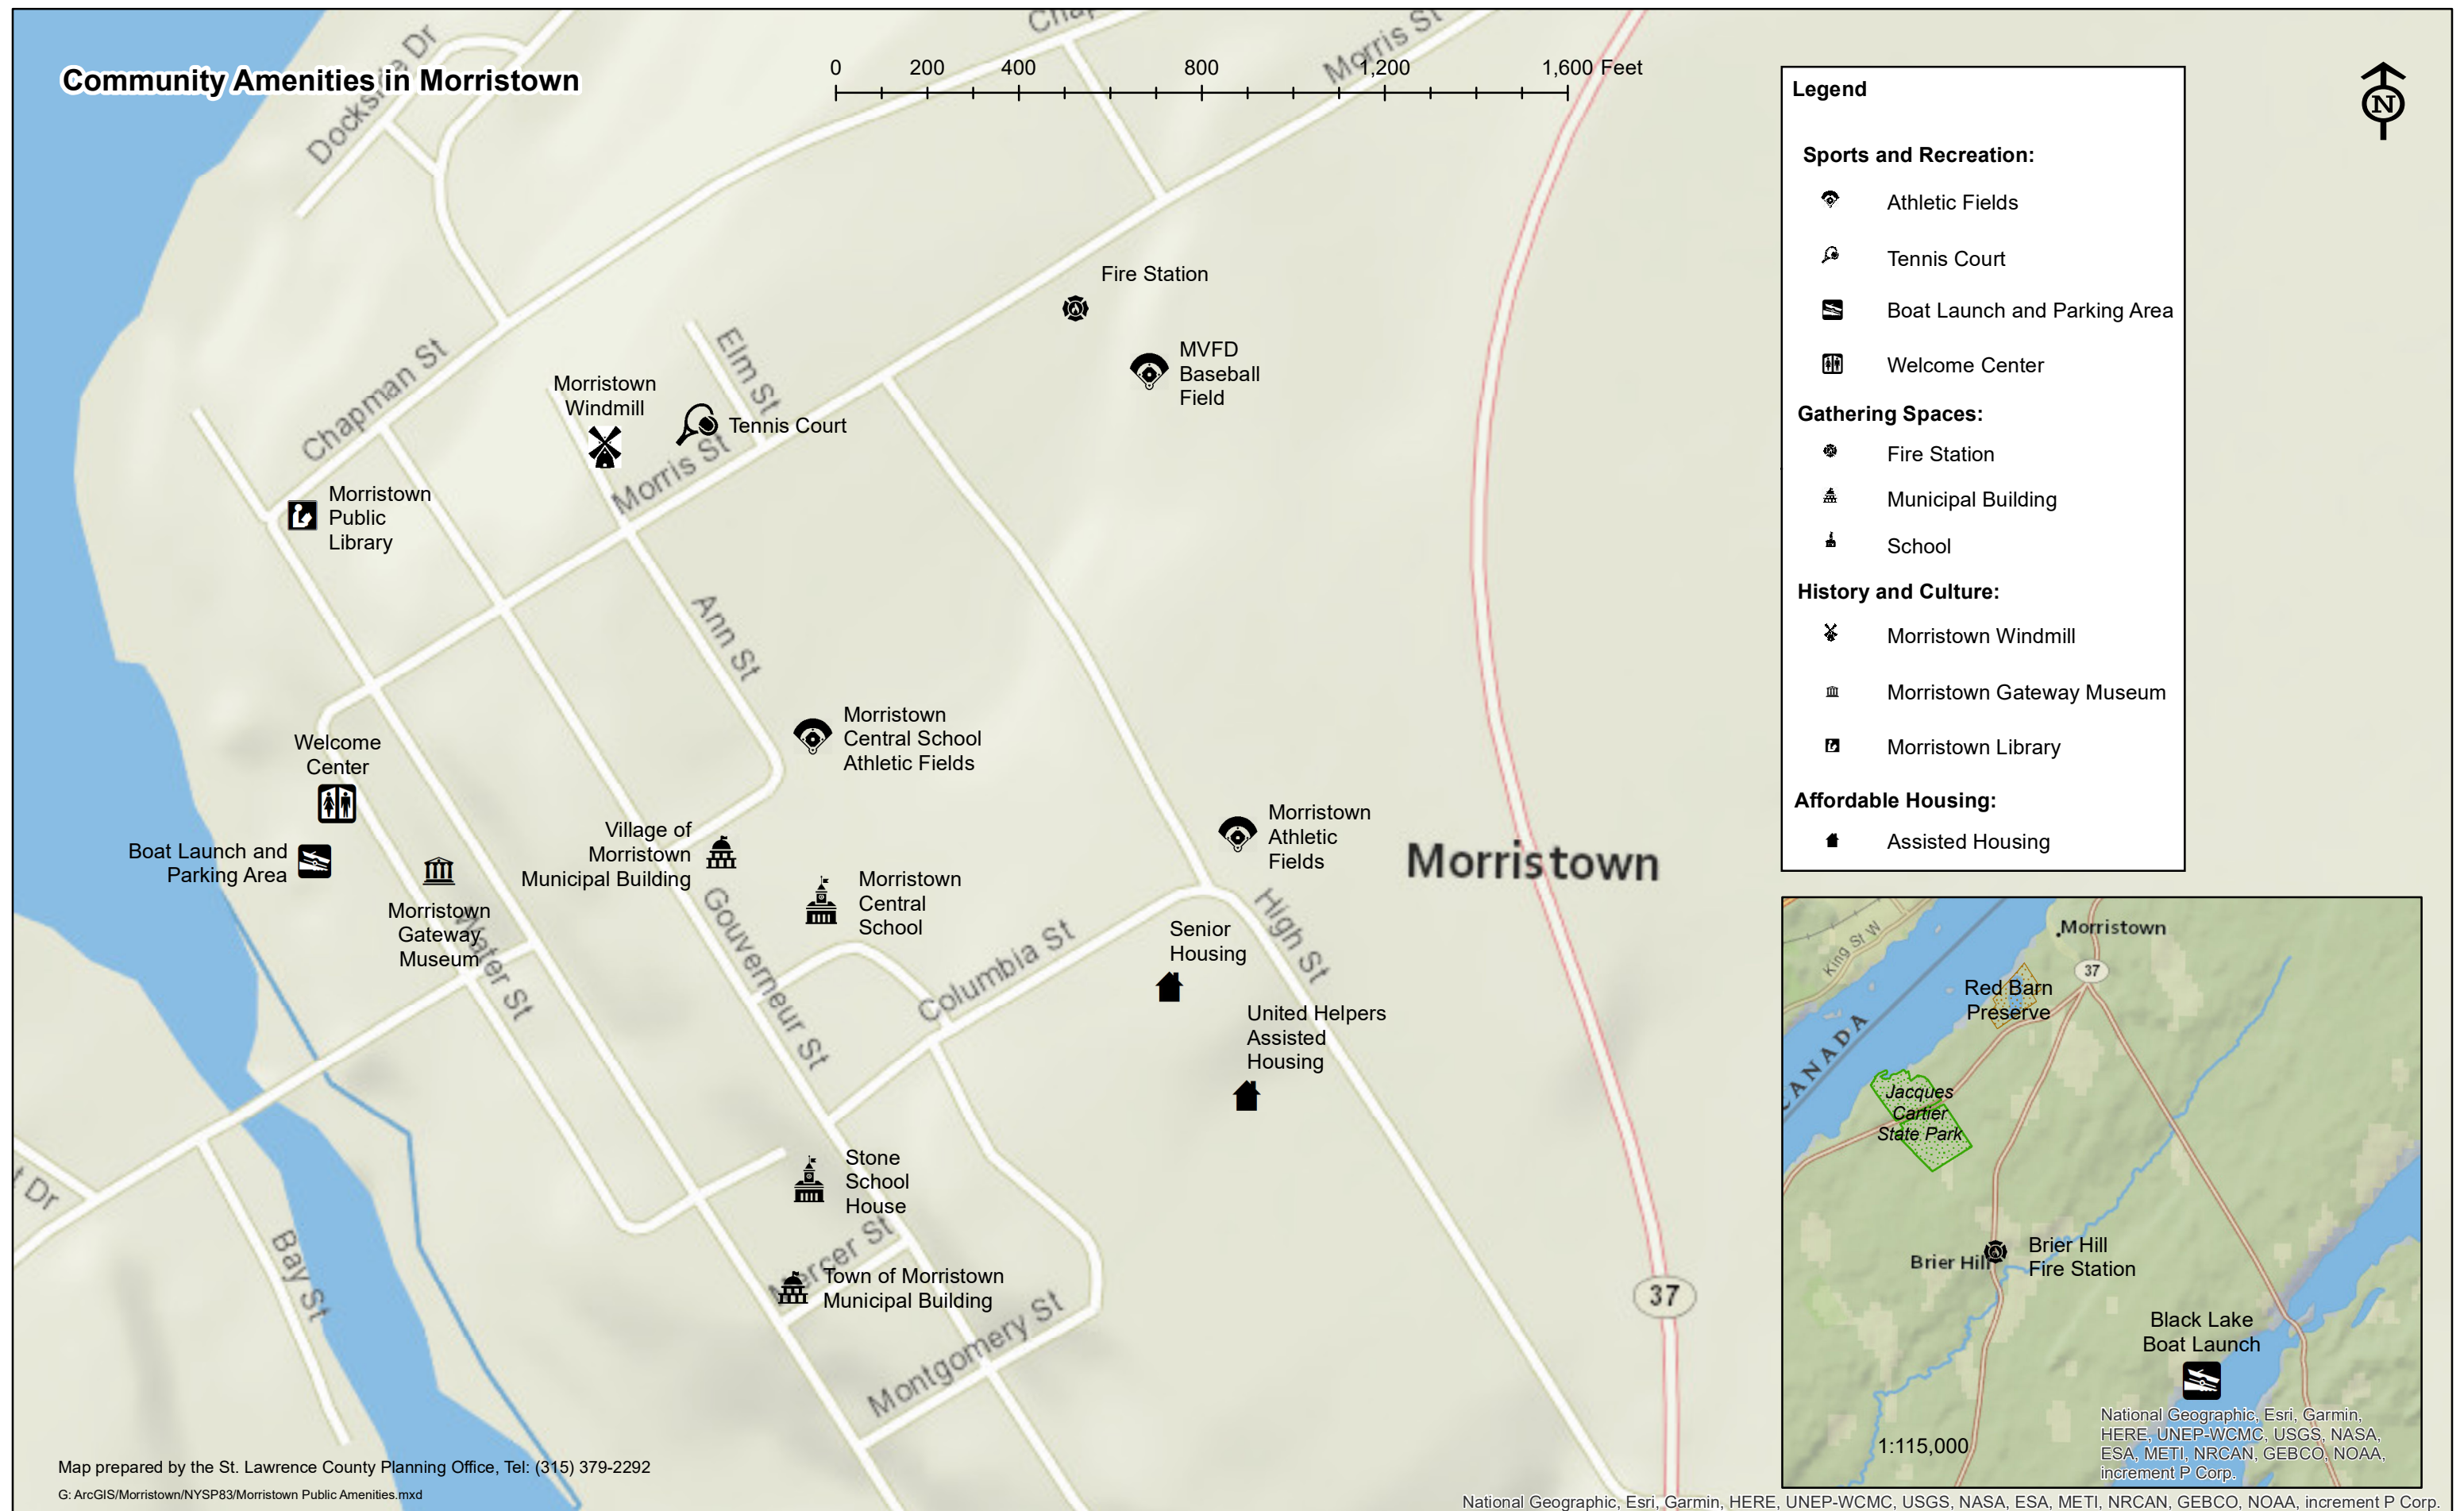 Community Amenities in Morristown
0 200 400 800 1,200 1,600 Feet
Dockside Dr
Morris St
Fire Station
MVFD
Baseball
Field
Elm St
Chapman St
Morristown
Windmill
Tennis Court
Morris St
Morristown
Public
Library
Ann St
Morristown
Central School
Athletic Fields
Welcome
Center
Boat Launch and
Parking Area
Village of
Morristown
Municipal Building
Morristown
Athletic
Fields
Morristown
Morristown
Central
School
Morristown
Gateway
Museum
Water St
Gouverneur St
Columbia St
High St
Senior
Housing
United Helpers
Assisted
Housing
Stone
School
House
Mercer St
Town of Morristown
Municipal Building
Montgomery St
Bay St
Dr
37
Map prepared by the St. Lawrence County Planning Office, Tel: (315) 379-2292
G: ArcGIS/Morristown/NYSP83/Morristown Public Amenities.mxd
Legend
Sports and Recreation:
Athletic Fields
Tennis Court
Boat Launch and Parking Area
Welcome Center
Gathering Spaces:
Fire Station
Municipal Building
School
History and Culture:
Morristown Windmill
Morristown Gateway Museum
Morristown Library
Affordable Housing:
Assisted Housing
N
Morristown
King St W
37
Red Barn
Preserve
CANADA
Jacques
Cartier
State Park
Brier Hill
Brier Hill
Fire Station
Black Lake
Boat Launch
1:115,000
National Geographic, Esri, Garmin,
HERE, UNEP-WCMC, USGS, NASA,
ESA, METI, NRCAN, GEBCO, NOAA,
increment P Corp.
National Geographic, Esri, Garmin, HERE, UNEP-WCMC, USGS, NASA, ESA, METI, NRCAN, GEBCO, NOAA, increment P Corp.